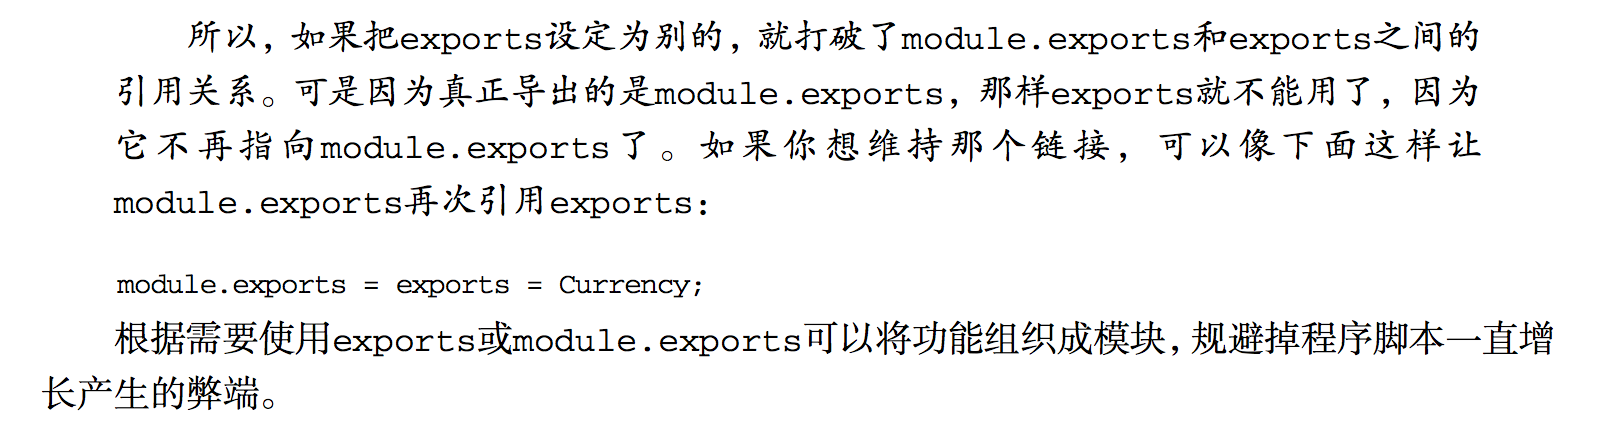 所以，如果把exports设定为别的，就打破了module.exports和exports之间的
引用关系。可是因为真正导出的是module.exports，那样exports就不能用了，因为
它不再指向module.exports了。如果你想维持那个链接，可以像下面这样让
module.exports再次引用exports：
module.exports = exports = Currency;
根据需要使用exports或module.exports可以将功能组织成模块，规避掉程序脚本一直增
长产生的弊端。